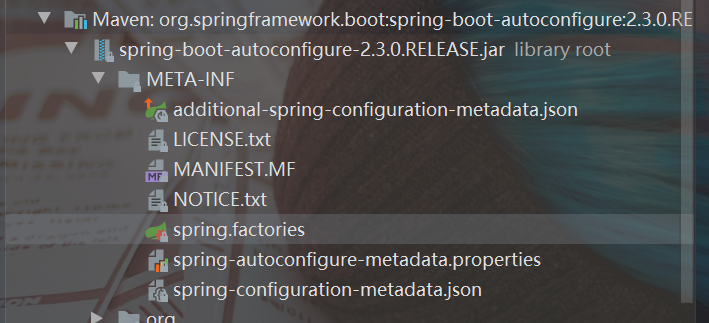 Maven: org.springframework.boot:spring-boot-autoconfigure:2.3.0.RE
spring-boot-autoconfigure-2.3.0.RELEASE.jar library root
META-INF
additional-spring-configuration-metadata.json
LICENSE.txt
MANIFEST.MF
MF
NOTICE.txt
spring.factories
spring-autoconfigure-metadata.properties
spring-configuration-metadata.json
org